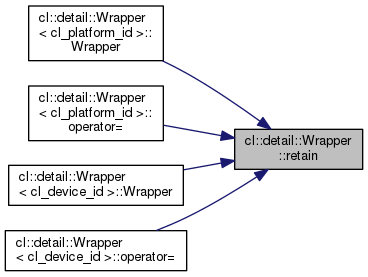 cl::detail::Wrapper
< cl_platform_id >::
Wrapper
cl::detail::Wrapper
< cl_platform_id >::
operator=
cl::detail::Wrapper
::retain
cl::detail::Wrapper
< cl_device_id >::Wrapper
cl::detail::Wrapper
< cl_device_id >::operator=